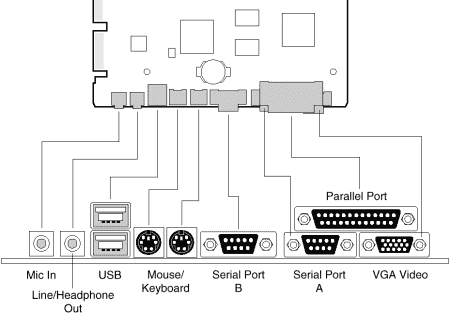 Parallel Port
Mic In
USB
Mouse/
Keyboard
Serial Port
B
Serial Port
A
VGA Video
Line/Headphone
Out